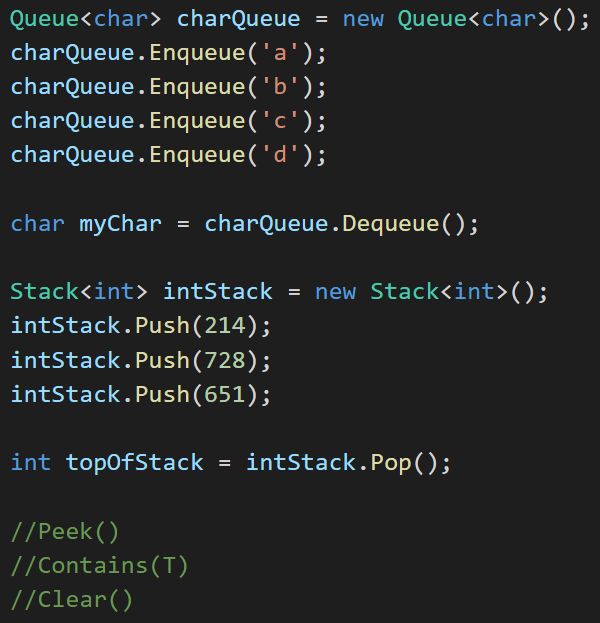 Queue<char> charQueue = new Queue<char>();
charQueue.Enqueue('a');
charQueue.Enqueue('b');
charQueue.Enqueue('c');
charQueue.Enqueue('d');
char myChar = charQueue.Dequeue();
Stack<int> intStack = new Stack<int>();
intStack.Push(214);
intStack.Push(728);
intStack.Push(651);
int topOfStack = intStack.Pop();
//Peek()
//Contains(T)
//Clear()